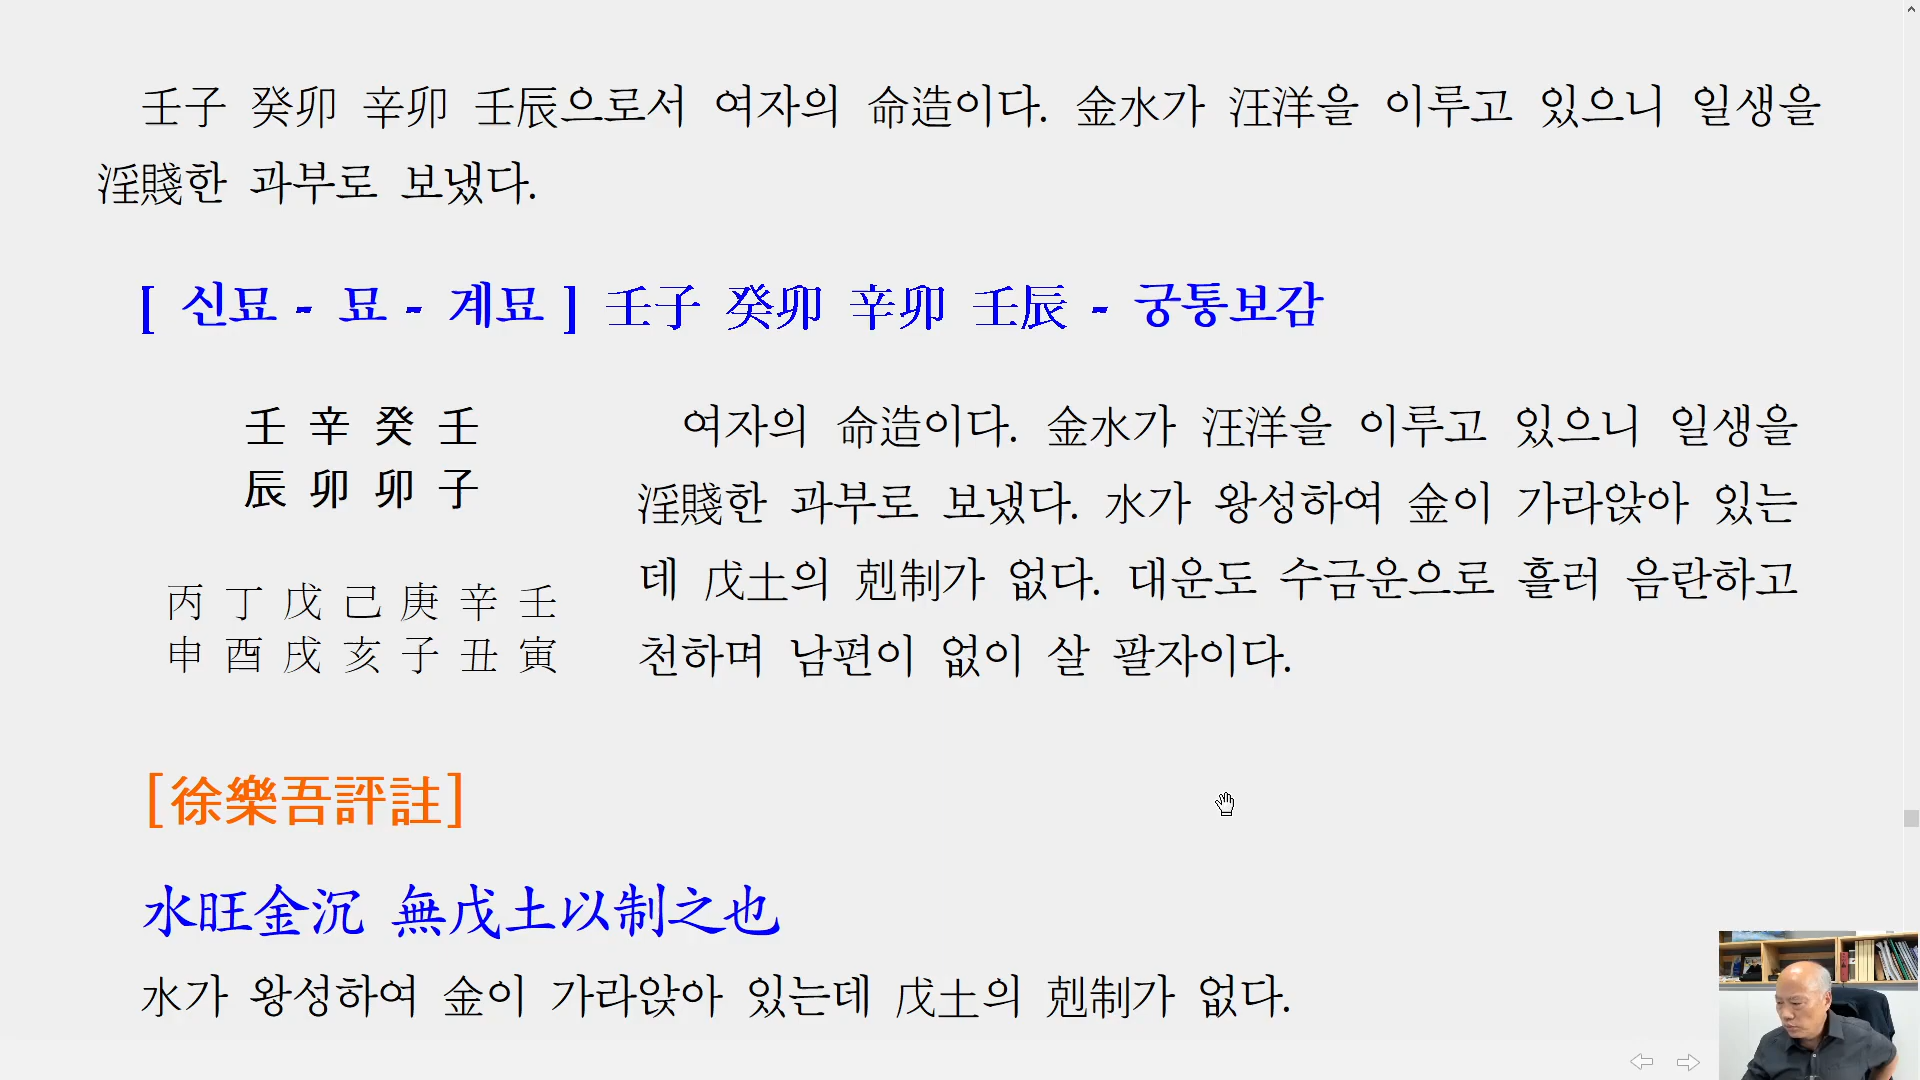 壬子 癸卯 辛卯 壬辰으로서 여자의 命造이다. 金水가 汪洋을 이루고 있으니 일생을
淫賤한 과부로 보냈다.
[ 신묘 - 묘 - 계묘 ] 壬子 癸卯 辛卯 壬辰 - 궁통보감
壬 辛 癸 壬
辰 卯 卯 子
丙 丁 戊 己 庚 辛 壬
申 酉 戌 亥 子 丑 寅
여자의 命造이다. 金水가 汪洋을 이루고 있으니 일생을
淫賤한 과부로 보냈다. 水가 왕성하여 金이 가라앉아 있는
데 戊土의 剋制가 없다. 대운도 수금운으로 흘러 음란하고
천하며 남편이 없이 살 팔자이다.
[徐樂吾評註]
水旺金沉 無戊土以制之也
水가 왕성하여 金이 가라앉아 있는데 戊土의 剋制가 없다.